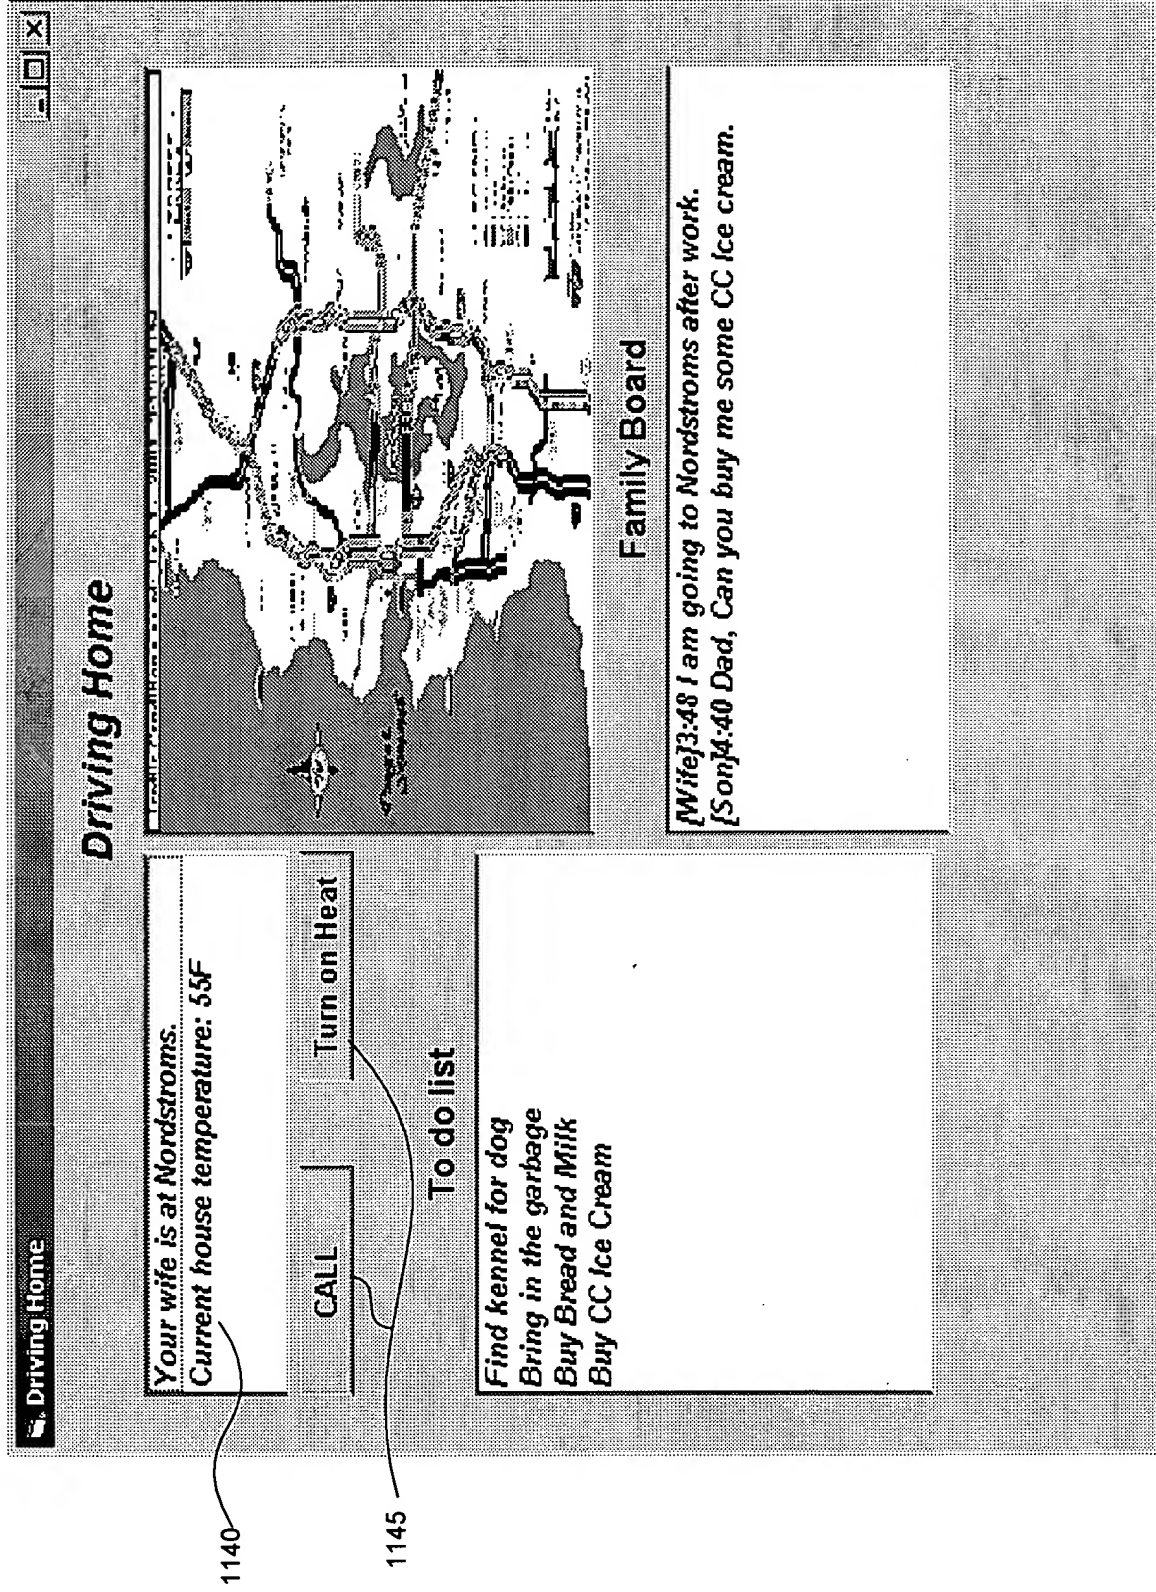 Driving Home
Driving Home
Your wife is at Nordstroms.
Current house temperature: 55F
CALL
Turn on Heat
To do list
Find kennel for dog
Bring in the garbage
Buy Bread and Milk
Buy CC Ice Cream
Family Board
[Wife]3:48 I am going to Nordstroms after work.
[Son]4:40 Dad, Can you buy me some CC Ice cream.
1140
1145